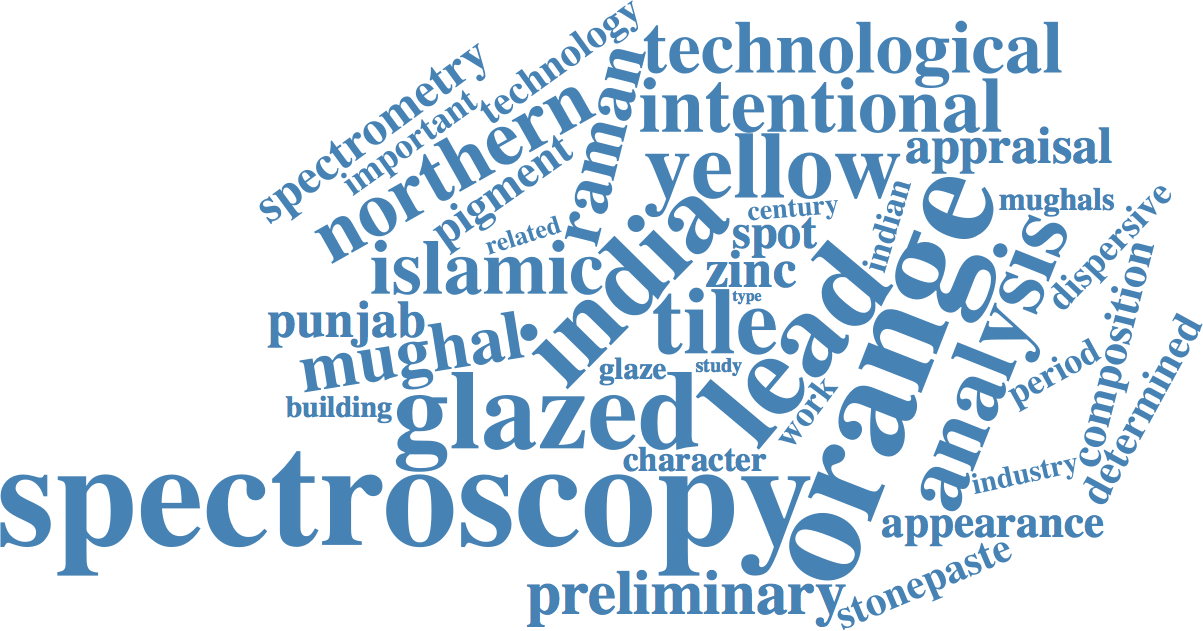 technology
technological
spectrometry
important
northern
raman
intentional
pigment
yellow
appraisal
related
century
indian
mughals
dispersive
islamic
india
spot
orange
analysis
zinc
lead
composition
punjab
mughal
tile
type
glaze
study
period
determined
building
glazed
work
character
industry
spectroscopy
appearance
preliminary
stonepaste